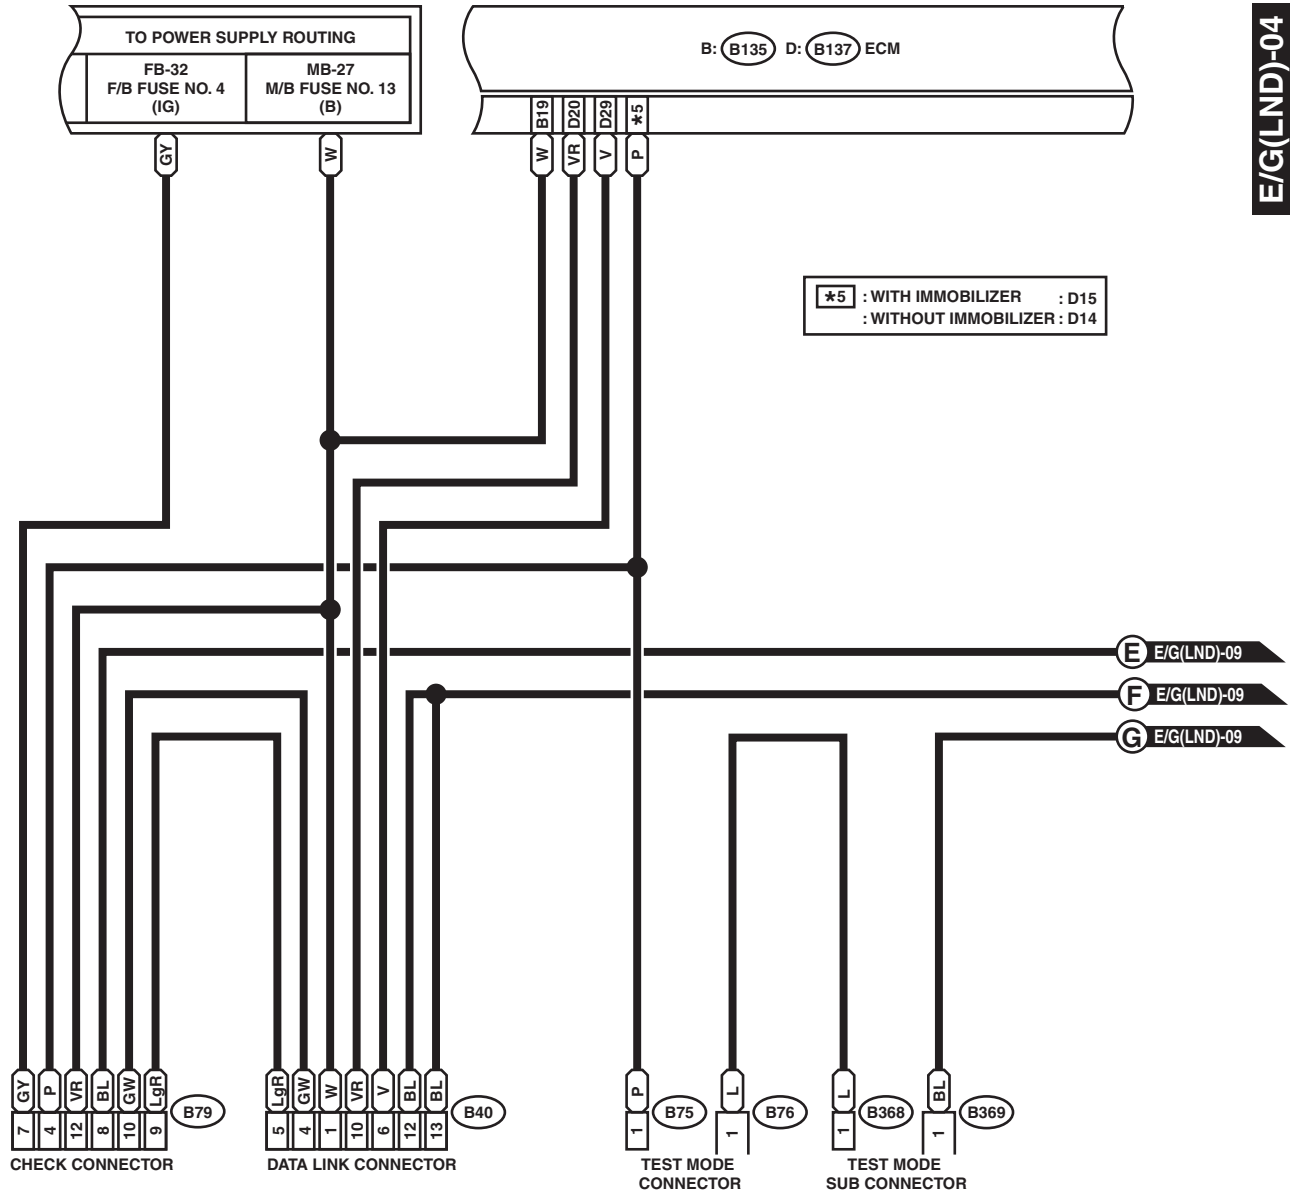 TO POWER SUPPLY ROUTING
FB-32
F/B FUSE NO. 4
(IG)
MB-27
M/B FUSE NO. 13
(B)
B: B135 D: B137 ECM
E/G(LND)-04
B19 D20 D29 *5
GY W W VR V P
*5 : WITH IMMOBILIZER : D15
: WITHOUT IMMOBILIZER : D14
E E/G(LND)-09
F E/G(LND)-09
G E/G(LND)-09
GY P VR BL GW LgR
7 4 12 8 10 9
B79
CHECK CONNECTOR
LgR GW W VR V BL BL
5 4 1 10 6 12 13
B40
DATA LINK CONNECTOR
P L
1 1
B75 B76
TEST MODE
CONNECTOR
L BL
1 1
B368 B369
TEST MODE
SUB CONNECTOR